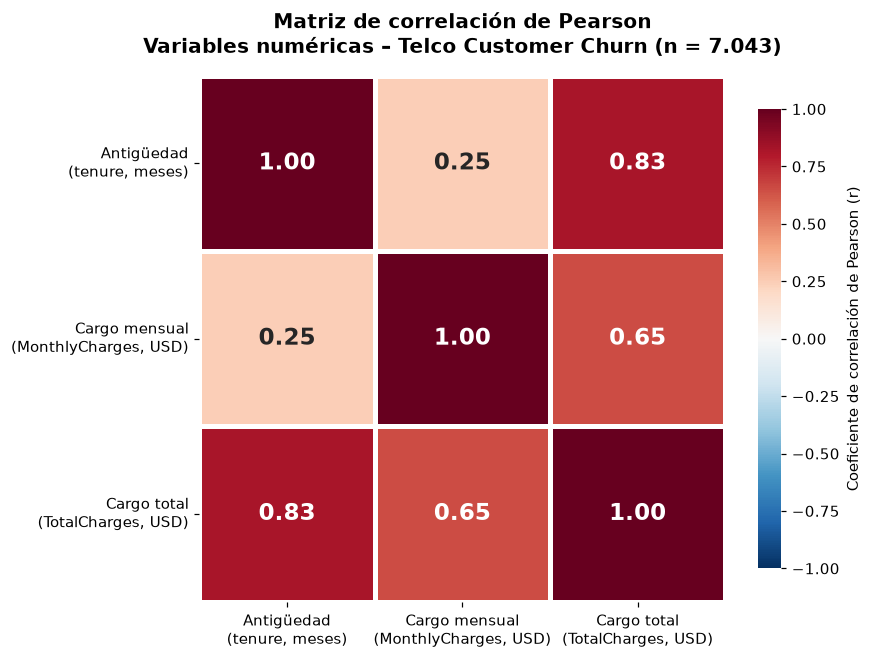 Matriz de correlación de Pearson
Variables numéricas – Telco Customer Churn (n = 7.043)
Antigüedad
(tenure, meses)
1.00
0.25
0.83
Cargo mensual
(MonthlyCharges, USD)
0.25
1.00
0.65
Cargo total
(TotalCharges, USD)
0.83
0.65
1.00
Antigüedad
(tenure, meses)
Cargo mensual
(MonthlyCharges, USD)
Cargo total
(TotalCharges, USD)
1.00
0.75
0.50
0.25
0.00
−0.25
−0.50
−0.75
−1.00
Coeficiente de correlación de Pearson (r)